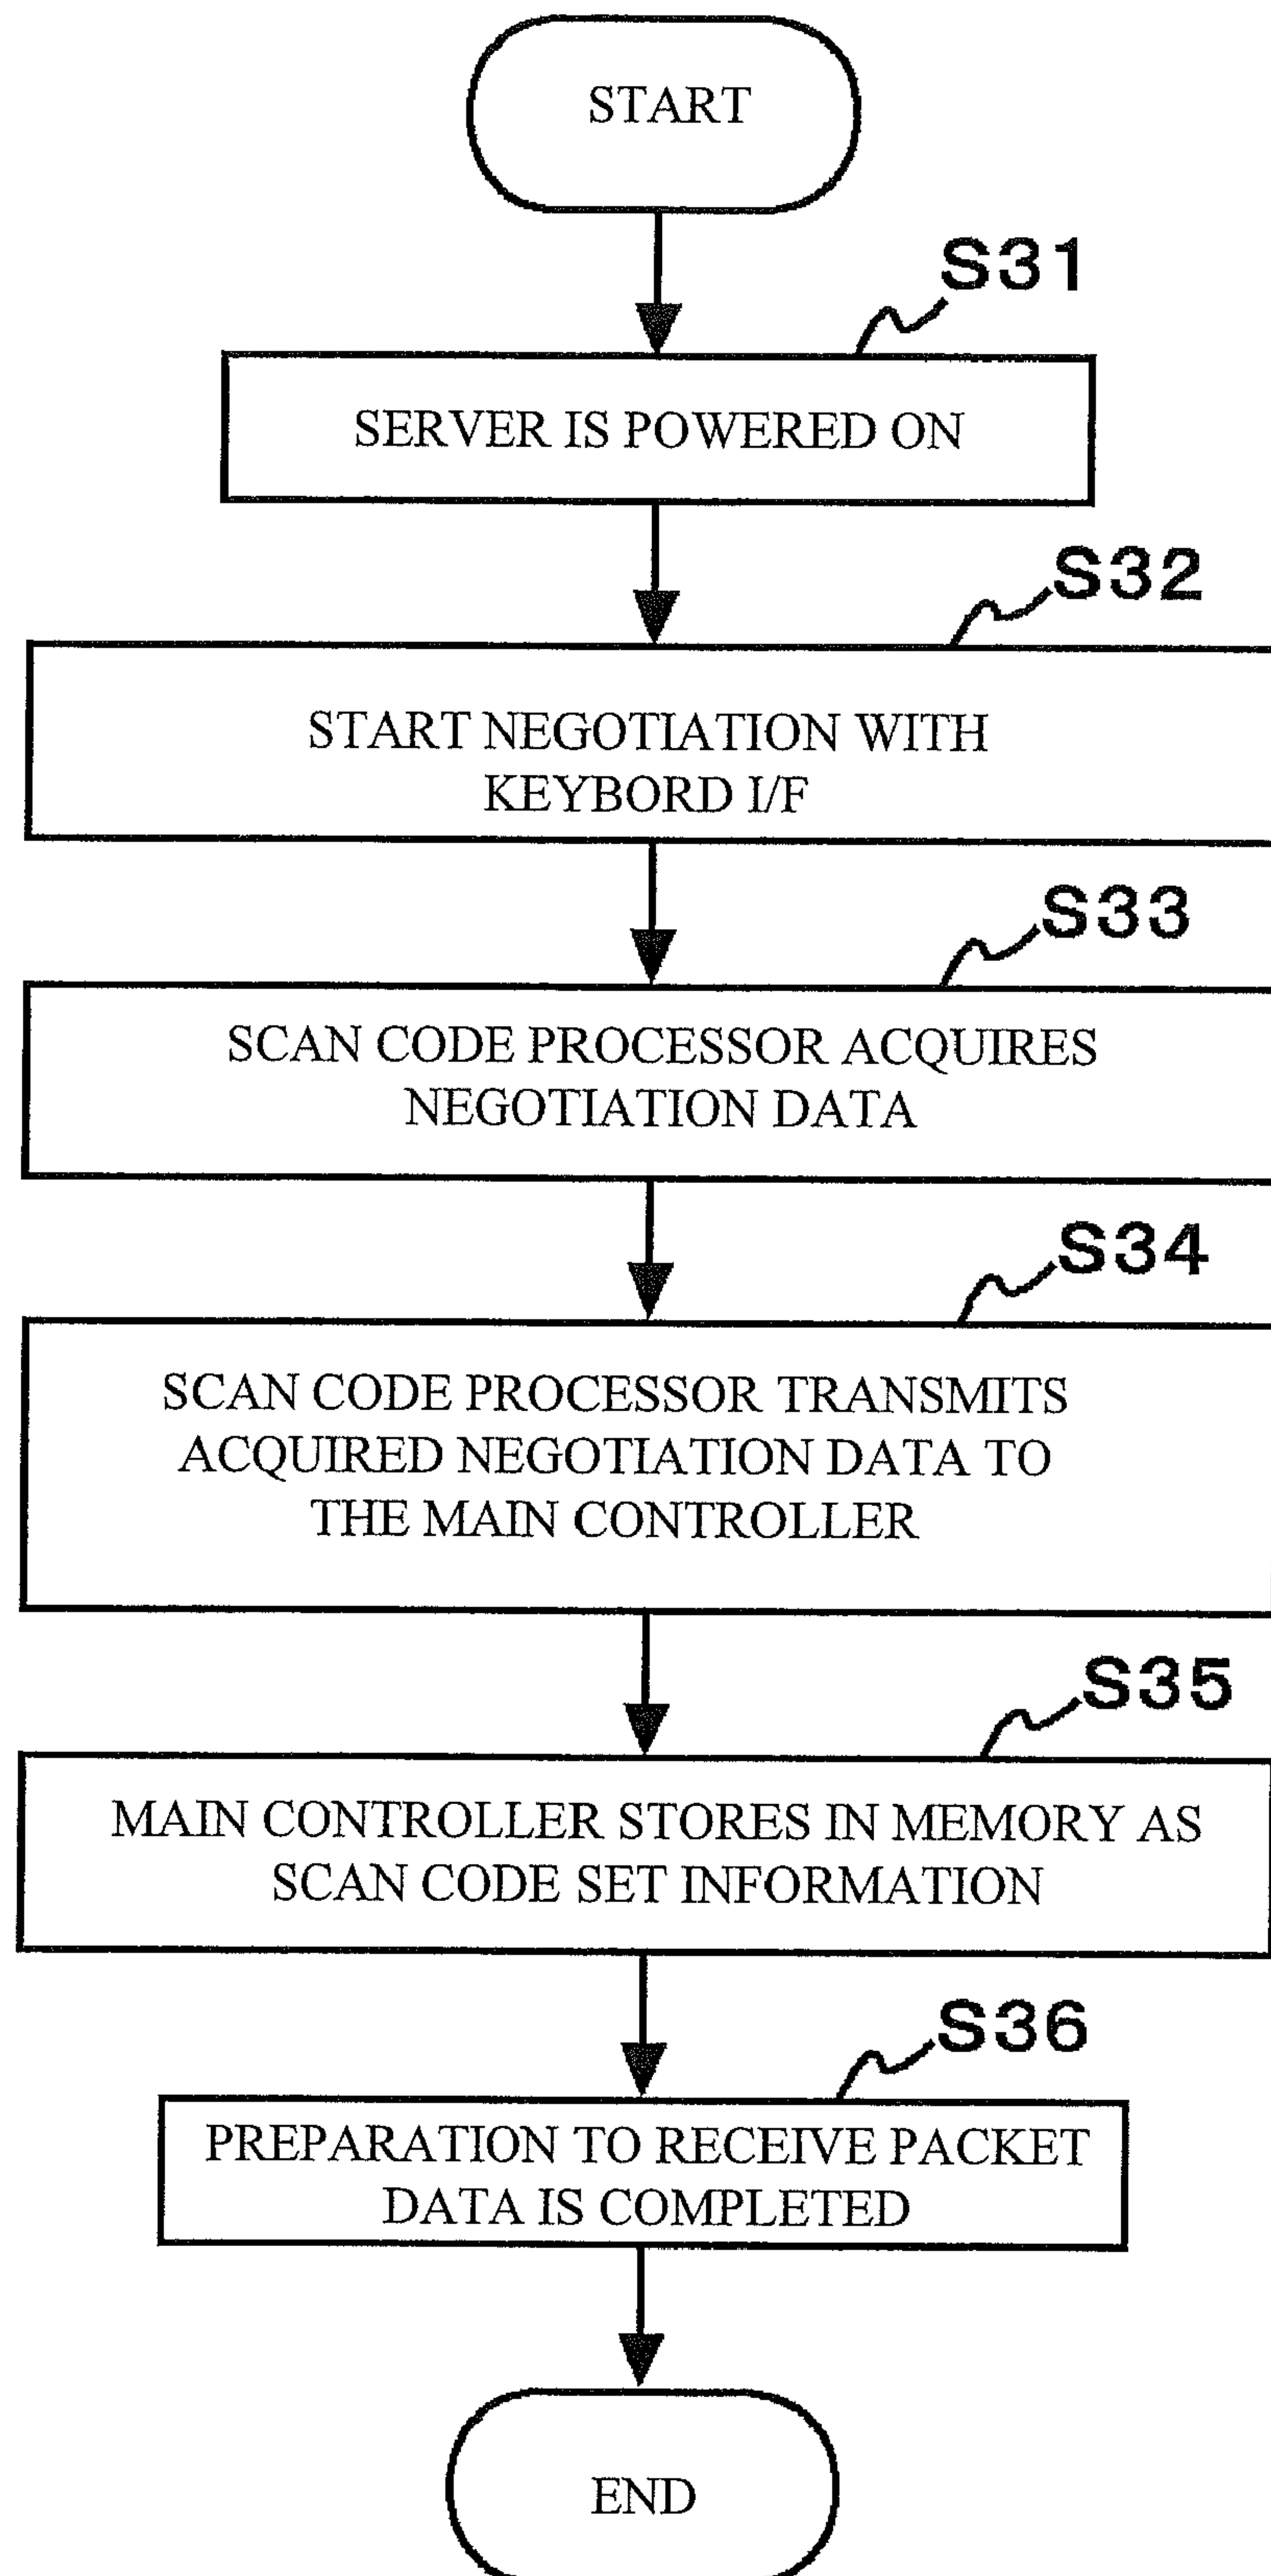 START
S31
SERVER IS POWERED ON
S32
START NEGOTIATION WITH
KEYBORD I/F
S33
SCAN CODE PROCESSOR ACQUIRES
NEGOTIATION DATA
S34
SCAN CODE PROCESSOR TRANSMITS
ACQUIRED NEGOTIATION DATA TO
THE MAIN CONTROLLER
S35
MAIN CONTROLLER STORES IN MEMORY AS
SCAN CODE SET INFORMATION
S36
PREPARATION TO RECEIVE PACKET
DATA IS COMPLETED
END